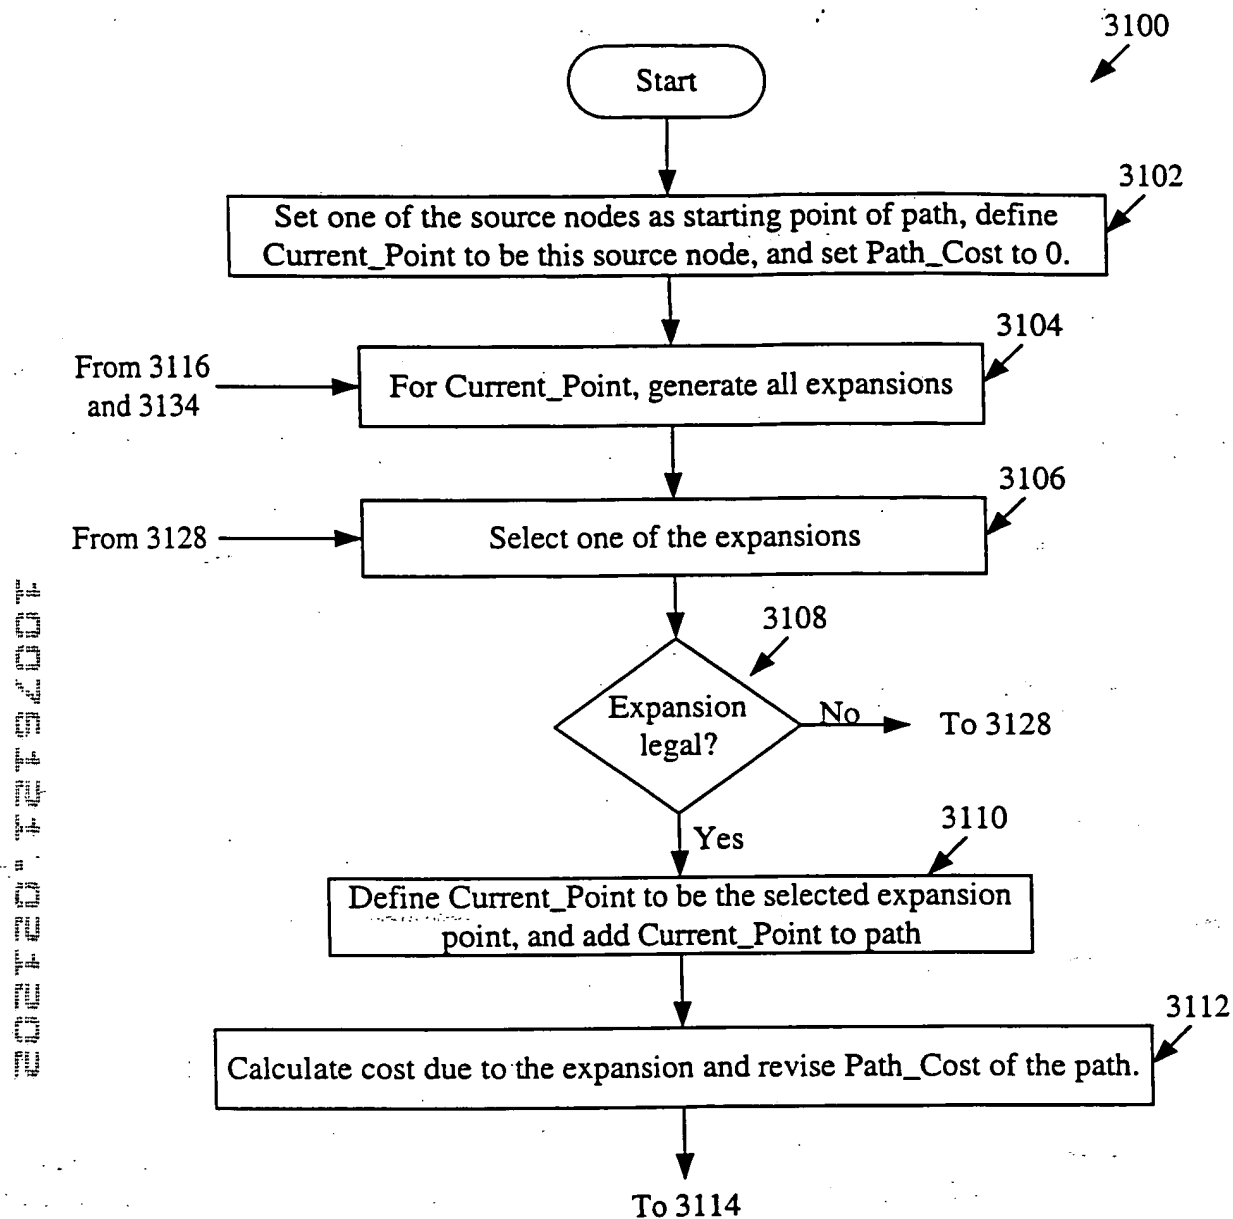 3100
Start
3102
Set one of the source nodes as starting point of path, define
Current_Point to be this source node, and set Path_Cost to 0.
3104
From 3116
and 3134
For Current_Point, generate all expansions
3106
From 3128
Select one of the expansions
3108
Expansion
legal?
No
To 3128
Yes
3110
Define Current_Point to be the selected expansion
point, and add Current_Point to path
3112
Calculate cost due to the expansion and revise Path_Cost of the path.
To 3114